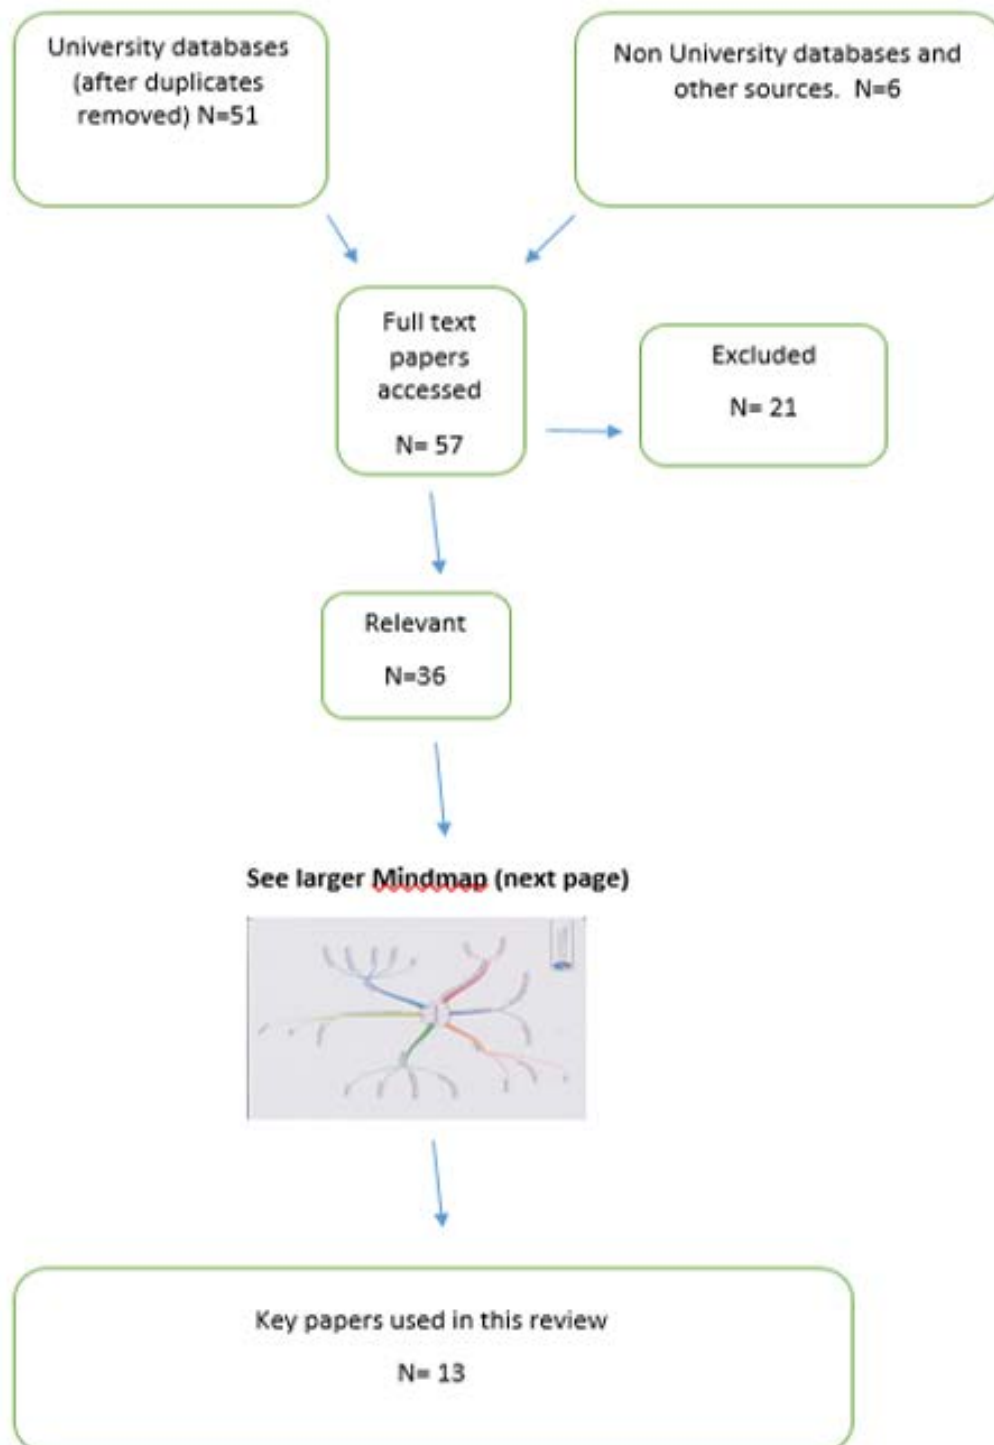 University databases
(after duplicates
removed) N=51
Non University databases and
other sources.  N=6
Full text
papers
accessed
N= 57
Excluded
N= 21
Relevant
N=36
See larger Mindmap (next page)
Key papers used in this review
N= 13